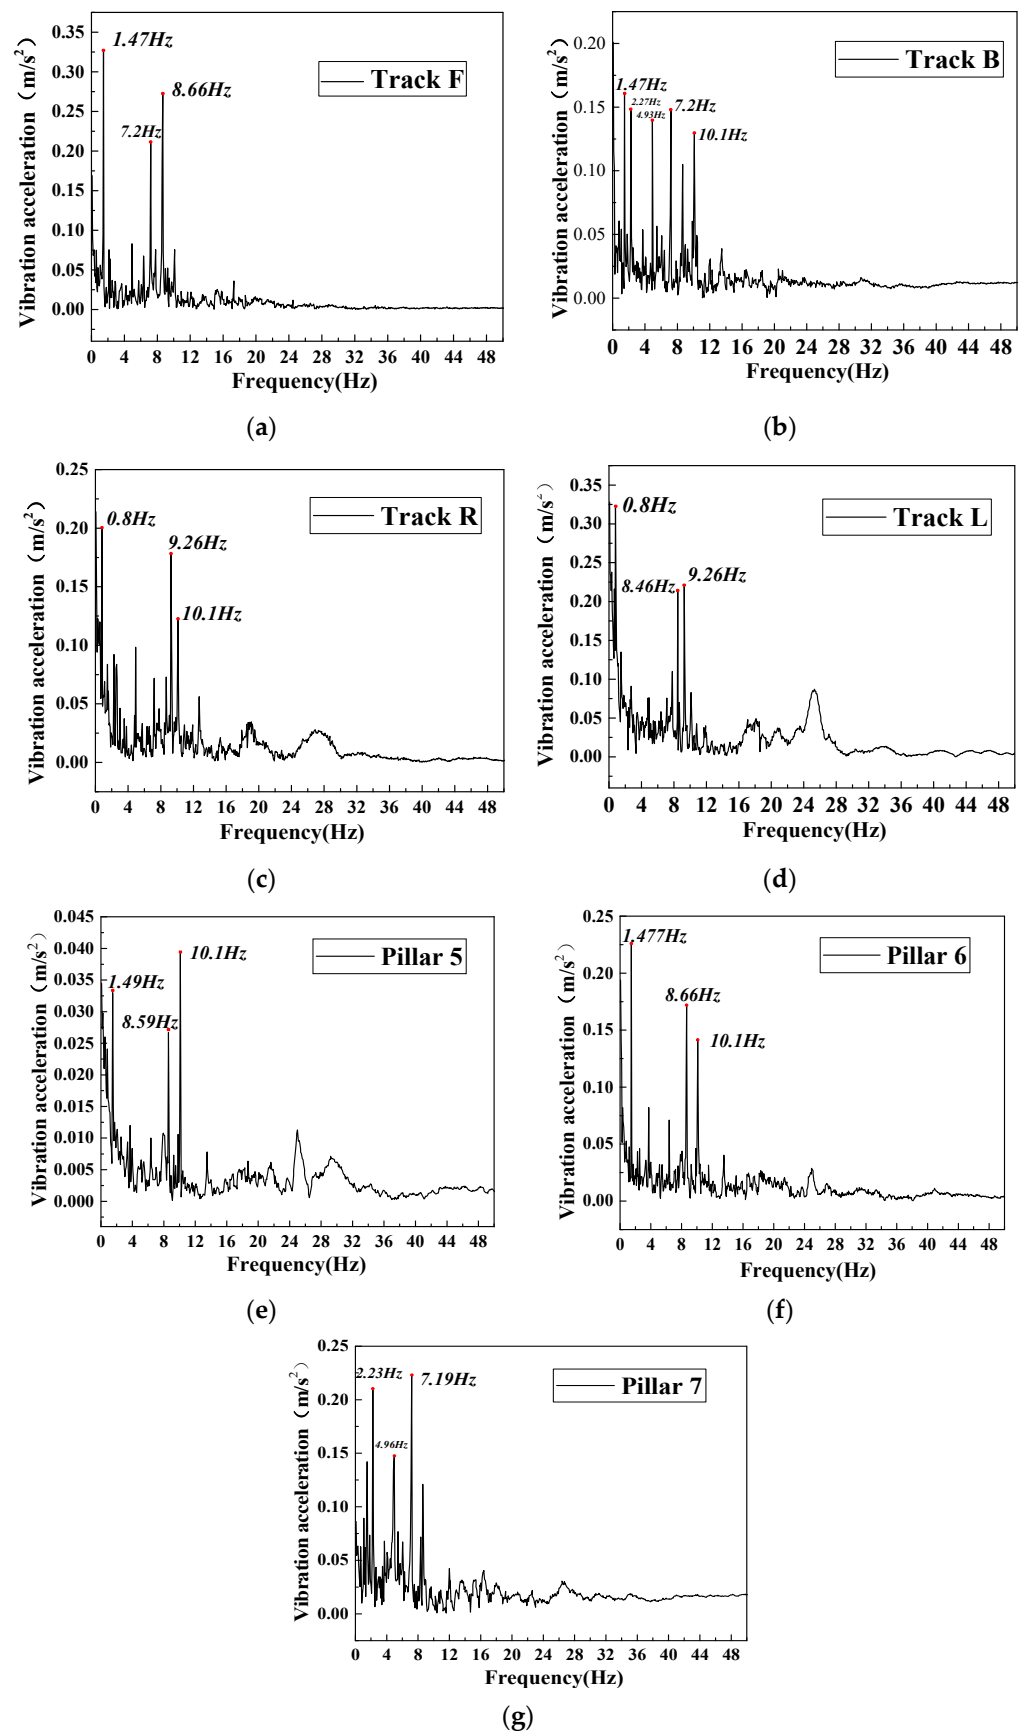 0.35
0.30
0.25
0.20
0.15
0.10
0.05
0.00
Vibration acceleration (m/s²)
1.47Hz
8.66Hz
7.2Hz
Track F
0 4 8 12 16 20 24 28 32 36 40 44 48
Frequency(Hz)
(a)
0.20
0.15
0.10
0.05
0.00
Vibration acceleration (m/s²)
1.47Hz
2.27Hz
4.93Hz
7.2Hz
10.1Hz
Track B
0 4 8 12 16 20 24 28 32 36 40 44 48
Frequency(Hz)
(b)
0.25
0.20
0.15
0.10
0.05
0.00
Vibration acceleration (m/s²)
0.8Hz
9.26Hz
10.1Hz
Track R
0 4 8 12 16 20 24 28 32 36 40 44 48
Frequency(Hz)
(c)
0.35
0.30
0.25
0.20
0.15
0.10
0.05
0.00
Vibration acceleration (m/s²)
0.8Hz
8.46Hz
9.26Hz
Track L
0 4 8 12 16 20 24 28 32 36 40 44 48
Frequency(Hz)
(d)
0.045
0.040
0.035
0.030
0.025
0.020
0.015
0.010
0.005
0.000
Vibration acceleration (m/s²)
10.1Hz
1.49Hz
8.59Hz
Pillar 5
0 4 8 12 16 20 24 28 32 36 40 44 48
Frequency(Hz)
(e)
0.25
0.20
0.15
0.10
0.05
0.00
Vibration acceleration (m/s²)
1.477Hz
8.66Hz
10.1Hz
Pillar 6
0 4 8 12 16 20 24 28 32 36 40 44 48
Frequency(Hz)
(f)
0.25
0.20
0.15
0.10
0.05
0.00
Vibration acceleration (m/s²)
2.23Hz
7.19Hz
4.96Hz
Pillar 7
0 4 8 12 16 20 24 28 32 36 40 44 48
Frequency(Hz)
(g)